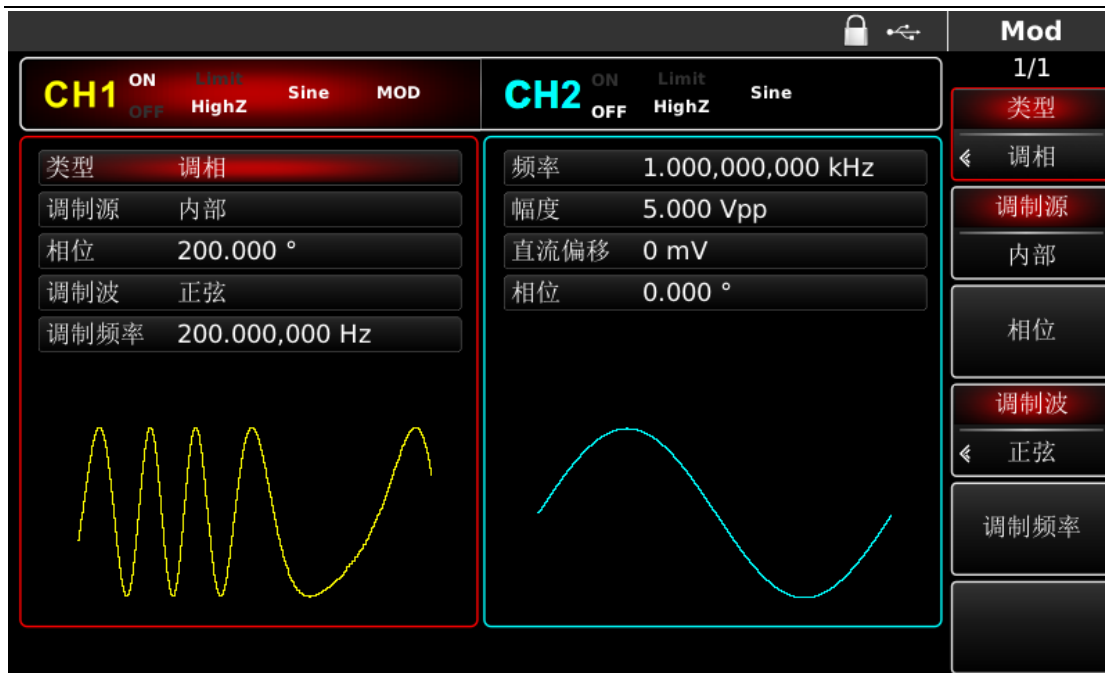 Mod
1/1
CH1 ON OFF Limit HighZ Sine MOD
CH2 ON OFF Limit HighZ Sine
类型 调相
调制源 内部
相位 200.000 °
调制波 正弦
调制频率 200.000,000 Hz
频率 1.000,000,000 kHz
幅度 5.000 Vpp
直流偏移 0 mV
相位 0.000 °
类型
调相
调制源
内部
相位
调制波
正弦
调制频率